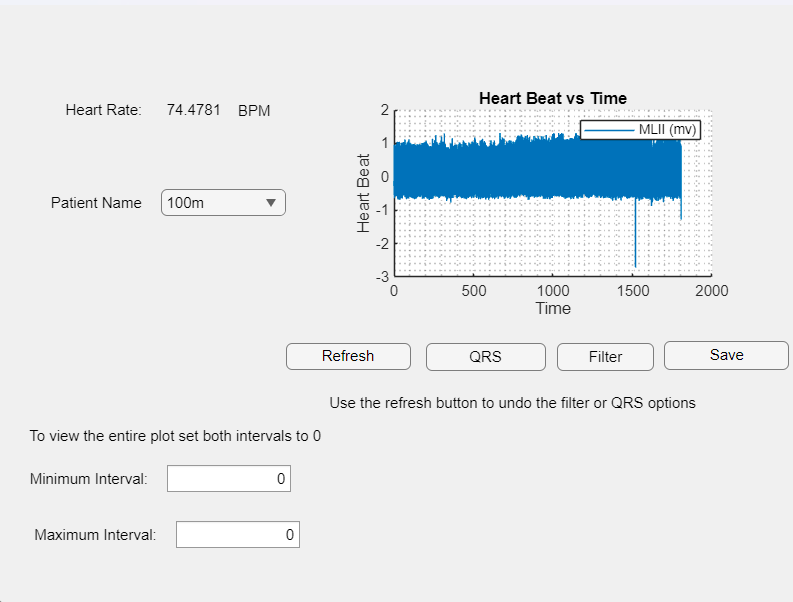 Heart Rate: 74.4781 BPM
Patient Name 100m
Heart Beat vs Time
MLII (mv)
Heart Beat
2
1
0
-1
-2
-3
0 500 1000 1500 2000
Time
Refresh QRS Filter Save
Use the refresh button to undo the filter or QRS options
To view the entire plot set both intervals to 0
Minimum Interval: 0
Maximum Interval: 0